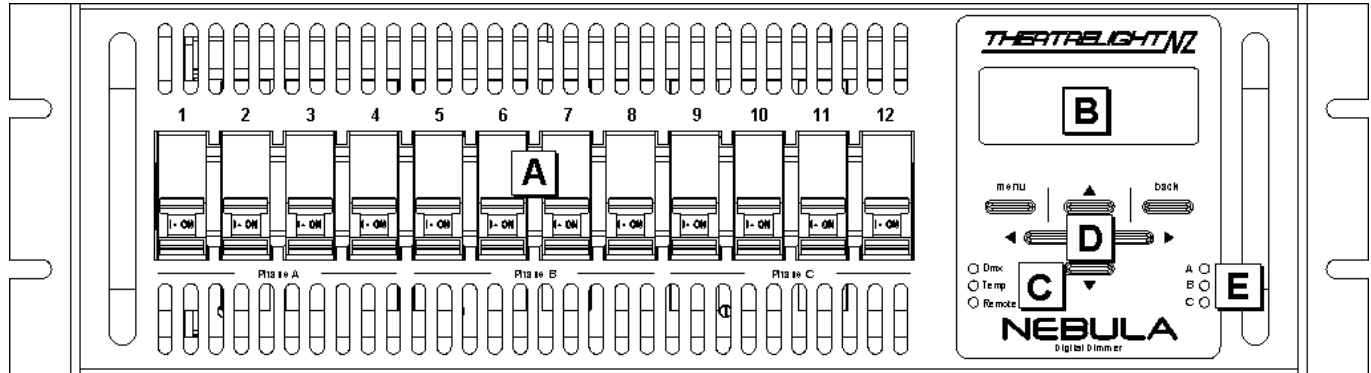 THEATRELIGHT NZ
B
1 2 3 4 5 6 7 8 9 10 11 12
A
menu back
I - ON I - ON I - ON I - ON I - ON I - ON I - ON I - ON I - ON I - ON I - ON I - ON
D
Phase A Phase B Phase C
Dmx A
Temp C B E
Remote C
NEBULA
Digital Dimmer